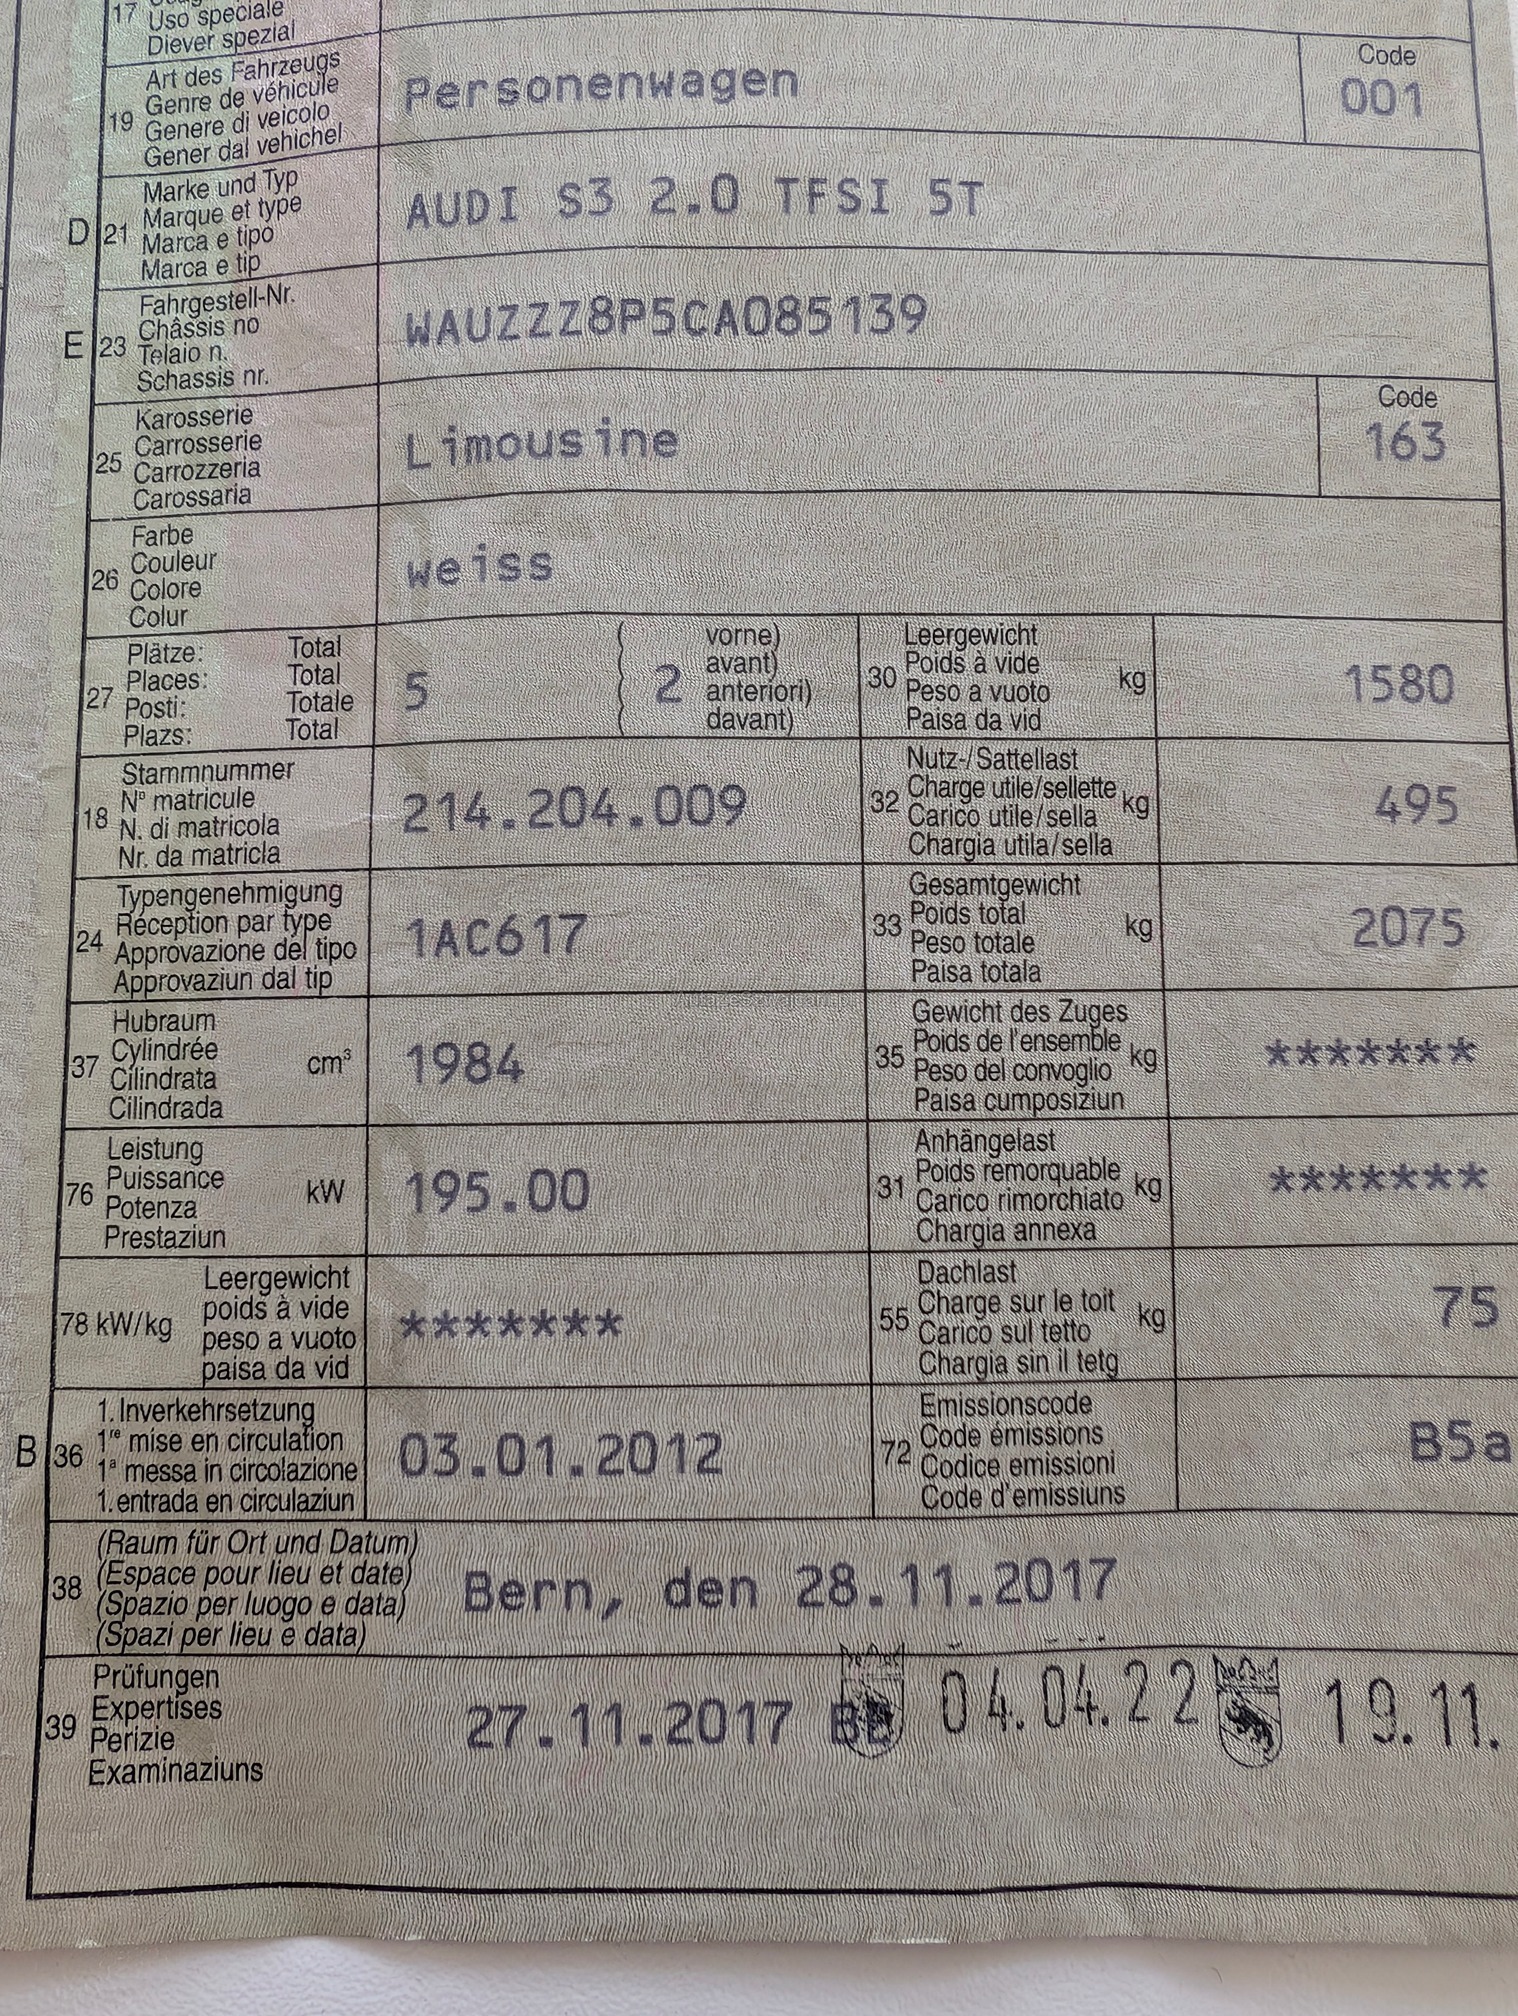 17 Uso speciale
Diever spezial
Art des Fahrzeugs
Genre de véhicule
19 Genere di veicolo
Gener dal vehichel
Personenwagen
Code
001
Marke und Typ
Marque et type
D 21 Marca e tipo
Marca e tip
AUDI S3 2.0 TFSI 5T
Fahrgestell-Nr.
Châssis no
E 23 Telaio n.
Schassis nr.
WAUZZZ8P5CA085139
Karosserie
Carrosserie
25 Carrozzeria
Carossaria
Limousine
Code
163
Farbe
Couleur
26 Colore
Colur
weiss
Plätze: Total
Places: Total
27 Posti: Totale
Plazs: Total
5
2
vorne)
avant)
anteriori)
davant)
Leergewicht
30 Poids à vide kg
Peso a vuoto
Paisa da vid
1580
Stammnummer
N° matricule
18 N. di matricola
Nr. da matricla
214.204.009
Nutz-/Sattellast
32 Charge utile/sellette kg
Carico utile/sella
Chargia utila/sella
495
Typengenehmigung
Réception par type
24 Approvazione del tipo
Approvaziun dal tip
1AC617
Gesamtgewicht
33 Poids total kg
Peso totale
Paisa totala
2075
Hubraum
37 Cylindrée cm³
Cilindrata
Cilindrada
1984
Gewicht des Zuges
35 Poids de l'ensemble kg
Peso del convoglio
Paisa cumposiziun
*******
Leistung
76 Puissance kW
Potenza
Prestaziun
195.00
Anhängelast
31 Poids remorquable kg
Carico rimorchiato
Chargia annexa
*******
Leergewicht
78 kW/kg poids à vide
peso a vuoto
paisa da vid
*******
Dachlast
55 Charge sur le toit kg
Carico sul tetto
Chargia sin il tetg
75
1. Inverkehrsetzung
B 36 1re mise en circulation
1a messa in circolazione
1. entrada en circulaziun
03.01.2012
Emissionscode
72 Code émissions
Codice emissioni
Code d'emissiuns
B5a
(Raum für Ort und Datum)
38 (Espace pour lieu et date)
(Spazio per luogo e data)
(Spazi per lieu e data)
Bern, den 28.11.2017
Prüfungen
39 Expertises
Perizie
Examinaziuns
27.11.2017 04.04.22 19.11.